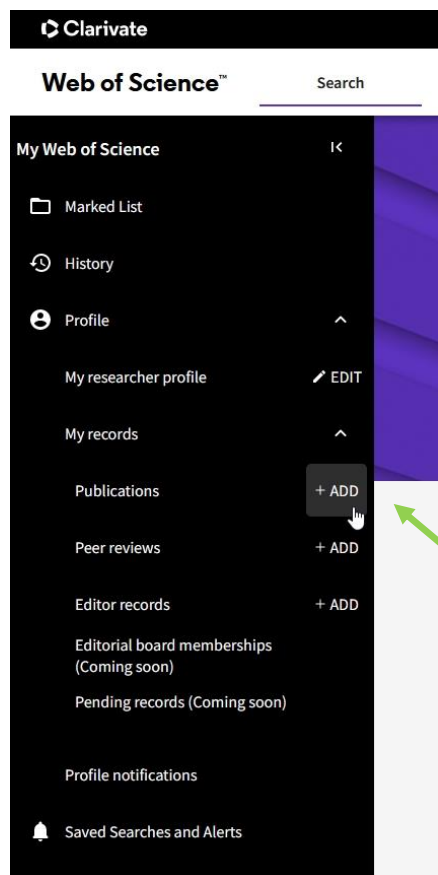 Clarivate
Web of Science™
Search
My Web of Science
Marked List
History
Profile
My researcher profile
EDIT
My records
Publications
+ ADD
Peer reviews
+ ADD
Editor records
+ ADD
Editorial board memberships
(Coming soon)
Pending records (Coming soon)
Profile notifications
Saved Searches and Alerts